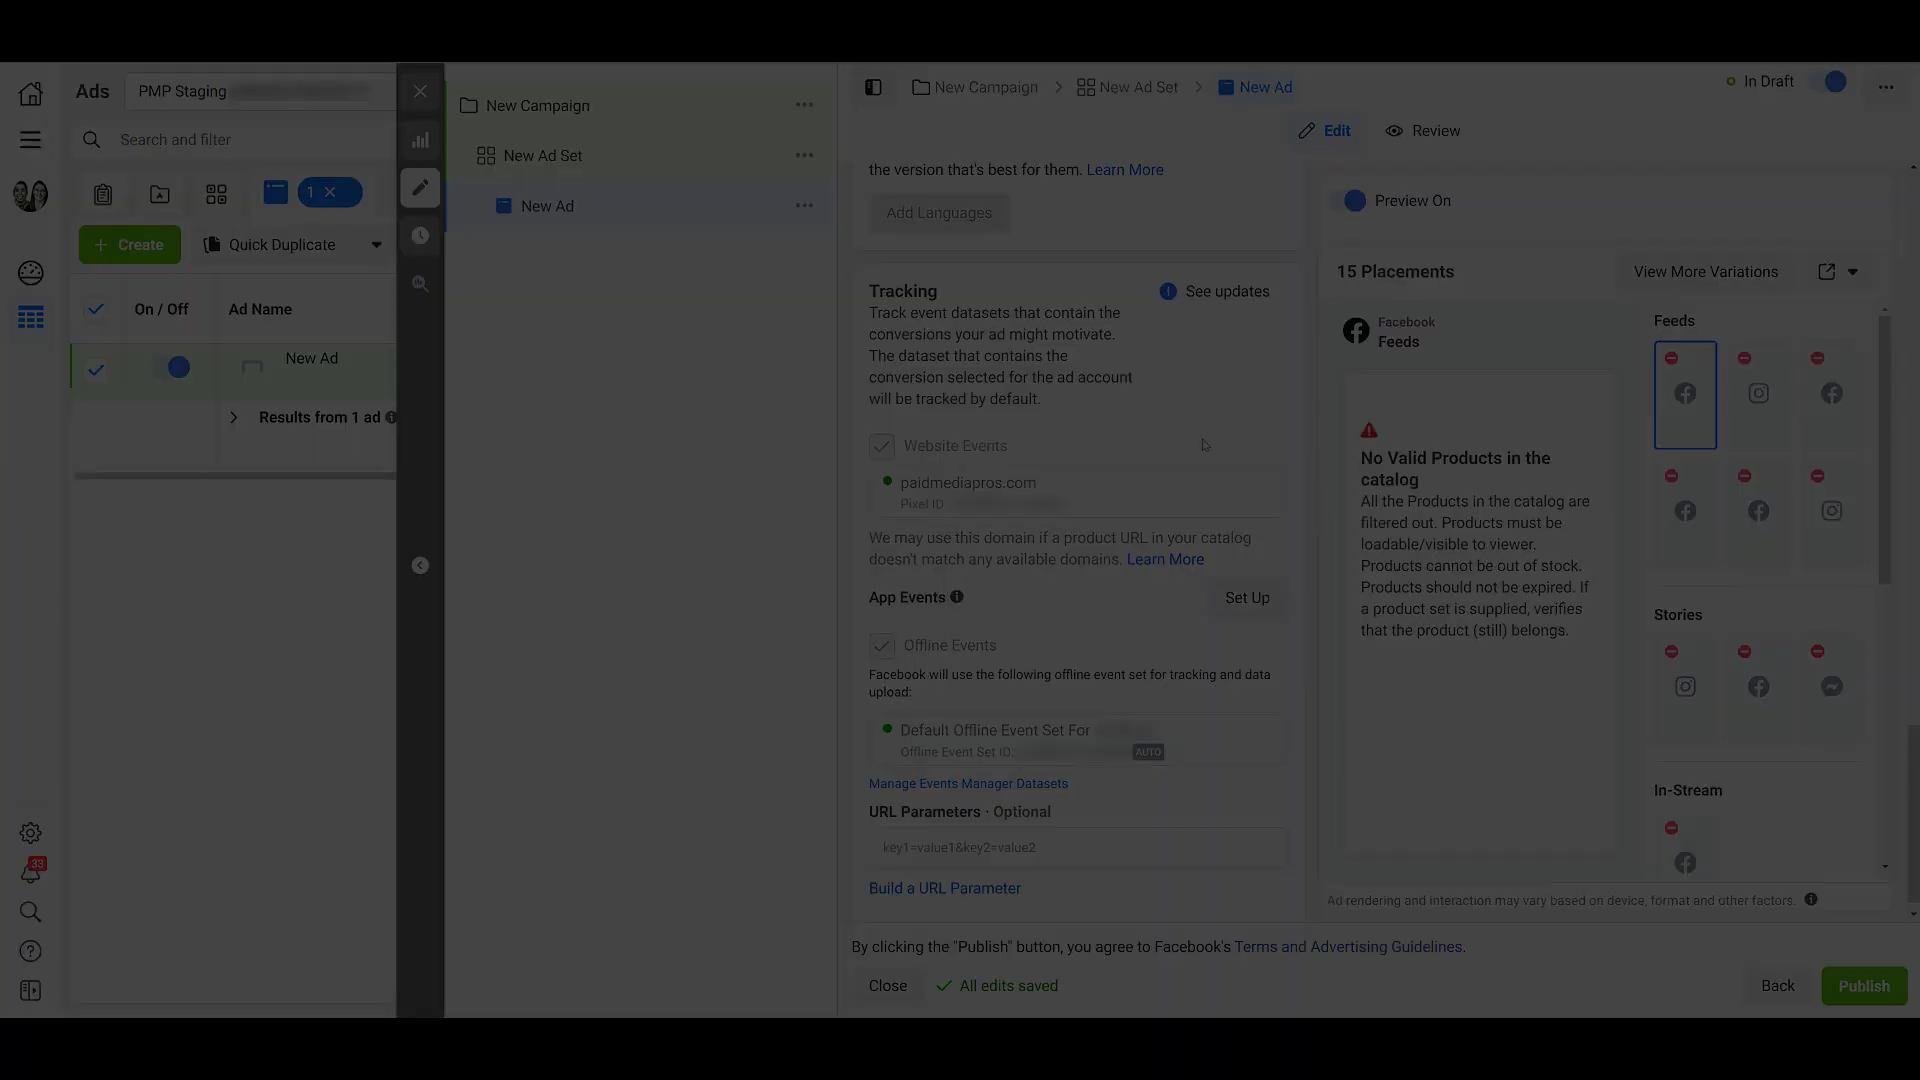 Ads
PMP Staging
Search and filter
1
Create
Quick Duplicate
On / Off
Ad Name
New Ad
Results from 1 ad
33
New Campaign
New Ad Set
New Ad
New Campaign
New Ad Set
New Ad
In Draft
Edit
Review
the version that's best for them. Learn More
Add Languages
Tracking
See updates
Track event datasets that contain the
conversions your ad might motivate.
The dataset that contains the
conversion selected for the ad account
will be tracked by default.
Website Events
paidmediapros.com
Pixel ID
We may use this domain if a product URL in your catalog
doesn't match any available domains. Learn More
App Events
Set Up
Offline Events
Facebook will use the following offline event set for tracking and data
upload:
Default Offline Event Set For
Offline Event Set ID:
AUTO
Manage Events Manager Datasets
URL Parameters · Optional
key1=value1&key2=value2
Build a URL Parameter
Preview On
15 Placements
View More Variations
Facebook
Feeds
No Valid Products in the
catalog
All the Products in the catalog are
filtered out. Products must be
loadable/visible to viewer.
Products cannot be out of stock.
Products should not be expired. If
a product set is supplied, verifies
that the product (still) belongs.
Feeds
Stories
In-Stream
Ad rendering and interaction may vary based on device, format and other factors.
By clicking the "Publish" button, you agree to Facebook's Terms and Advertising Guidelines.
Close
All edits saved
Back
Publish